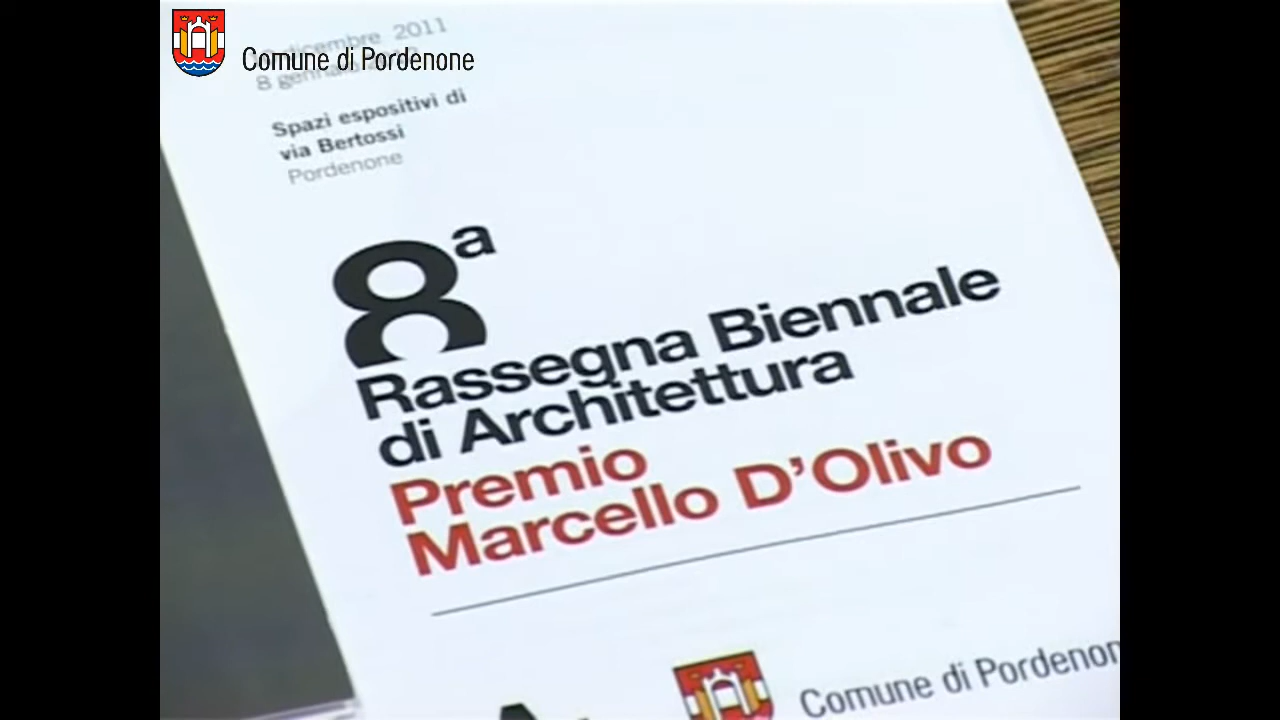 Comune di Pordenone
dicembre 2011
8
Spazi espositivi di
via Bertossi
Pordenone
8a
Rassegna Biennale
di Architettura
Premio
Marcello D'Olivo
Comune di Pordenon